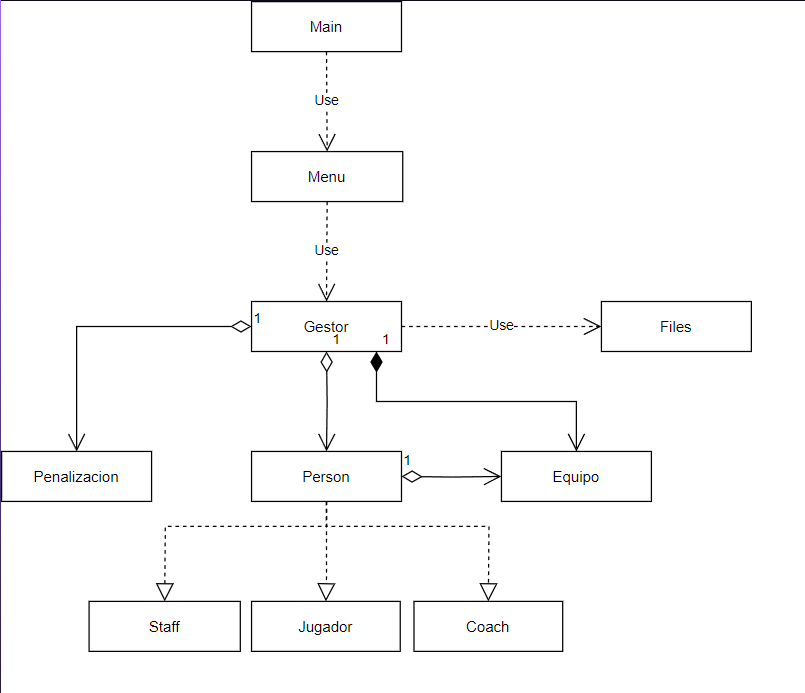 Main
Use
Menu
Use
1
Gestor
1
1
Use
Files
Penalizacion
Person
1
Equipo
Staff
Jugador
Coach